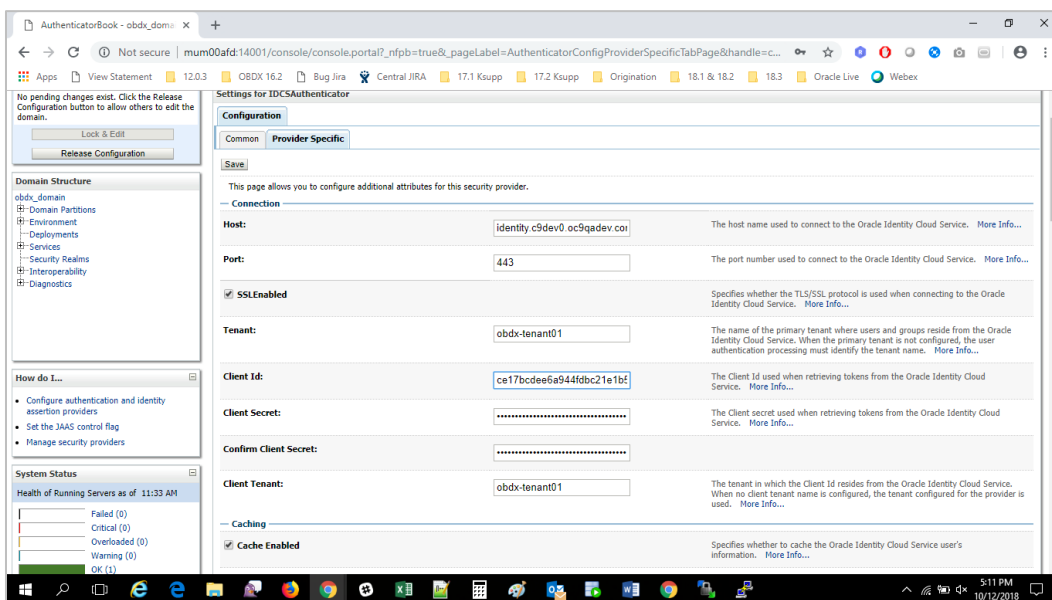 AuthenticatorBook - obdx_doma
Not secure | mum00afd:14001/console/console.portal?_nfpb=true&_pageLabel=AuthenticatorConfigProviderSpecificTabPage&handle=c...
Apps View Statement 12.0.3 OBDX 16.2 Bug Jira Central JIRA 17.1 Ksupp 17.2 Ksupp Origination 18.1 & 18.2 18.3 Oracle Live Webex
No pending changes exist. Click the Release
Configuration button to allow others to edit the
domain.
Lock & Edit
Release Configuration
Domain Structure
obdx_domain
Domain Partitions
Environment
Deployments
Services
Security Realms
Interoperability
Diagnostics
How do I...
Configure authentication and identity
assertion providers
Set the JAAS control flag
Manage security providers
System Status
Health of Running Servers as of 11:33 AM
Failed (0)
Critical (0)
Overloaded (0)
Warning (0)
OK (1)
Settings for IDCSAuthenticator
Configuration
Common Provider Specific
Save
This page allows you to configure additional attributes for this security provider.
Connection
Host: identity.c9dev0.oc9qadev.com The host name used to connect to the Oracle Identity Cloud Service. More Info...
Port: 443 The port number used to connect to the Oracle Identity Cloud Service. More Info...
SSLEnabled Specifies whether the TLS/SSL protocol is used when connecting to the Oracle
Identity Cloud Service. More Info...
Tenant: obdx-tenant01 The name of the primary tenant where users and groups reside from the Oracle
Identity Cloud Service. When the primary tenant is not configured, the user
authentication processing must identify the tenant name. More Info...
Client Id: ce17bcdee6a944fdbc21e1b5 The Client Id used when retrieving tokens from the Oracle Identity Cloud
Service. More Info...
Client Secret: The Client secret used when retrieving tokens from the Oracle Identity Cloud
Service. More Info...
Confirm Client Secret:
Client Tenant: obdx-tenant01 The tenant in which the Client Id resides from the Oracle Identity Cloud Service.
When no client tenant name is configured, the tenant configured for the provider is
used. More Info...
Caching
Cache Enabled Specifies whether to cache the Oracle Identity Cloud Service user's
information. More Info...
5:11 PM
10/12/2018